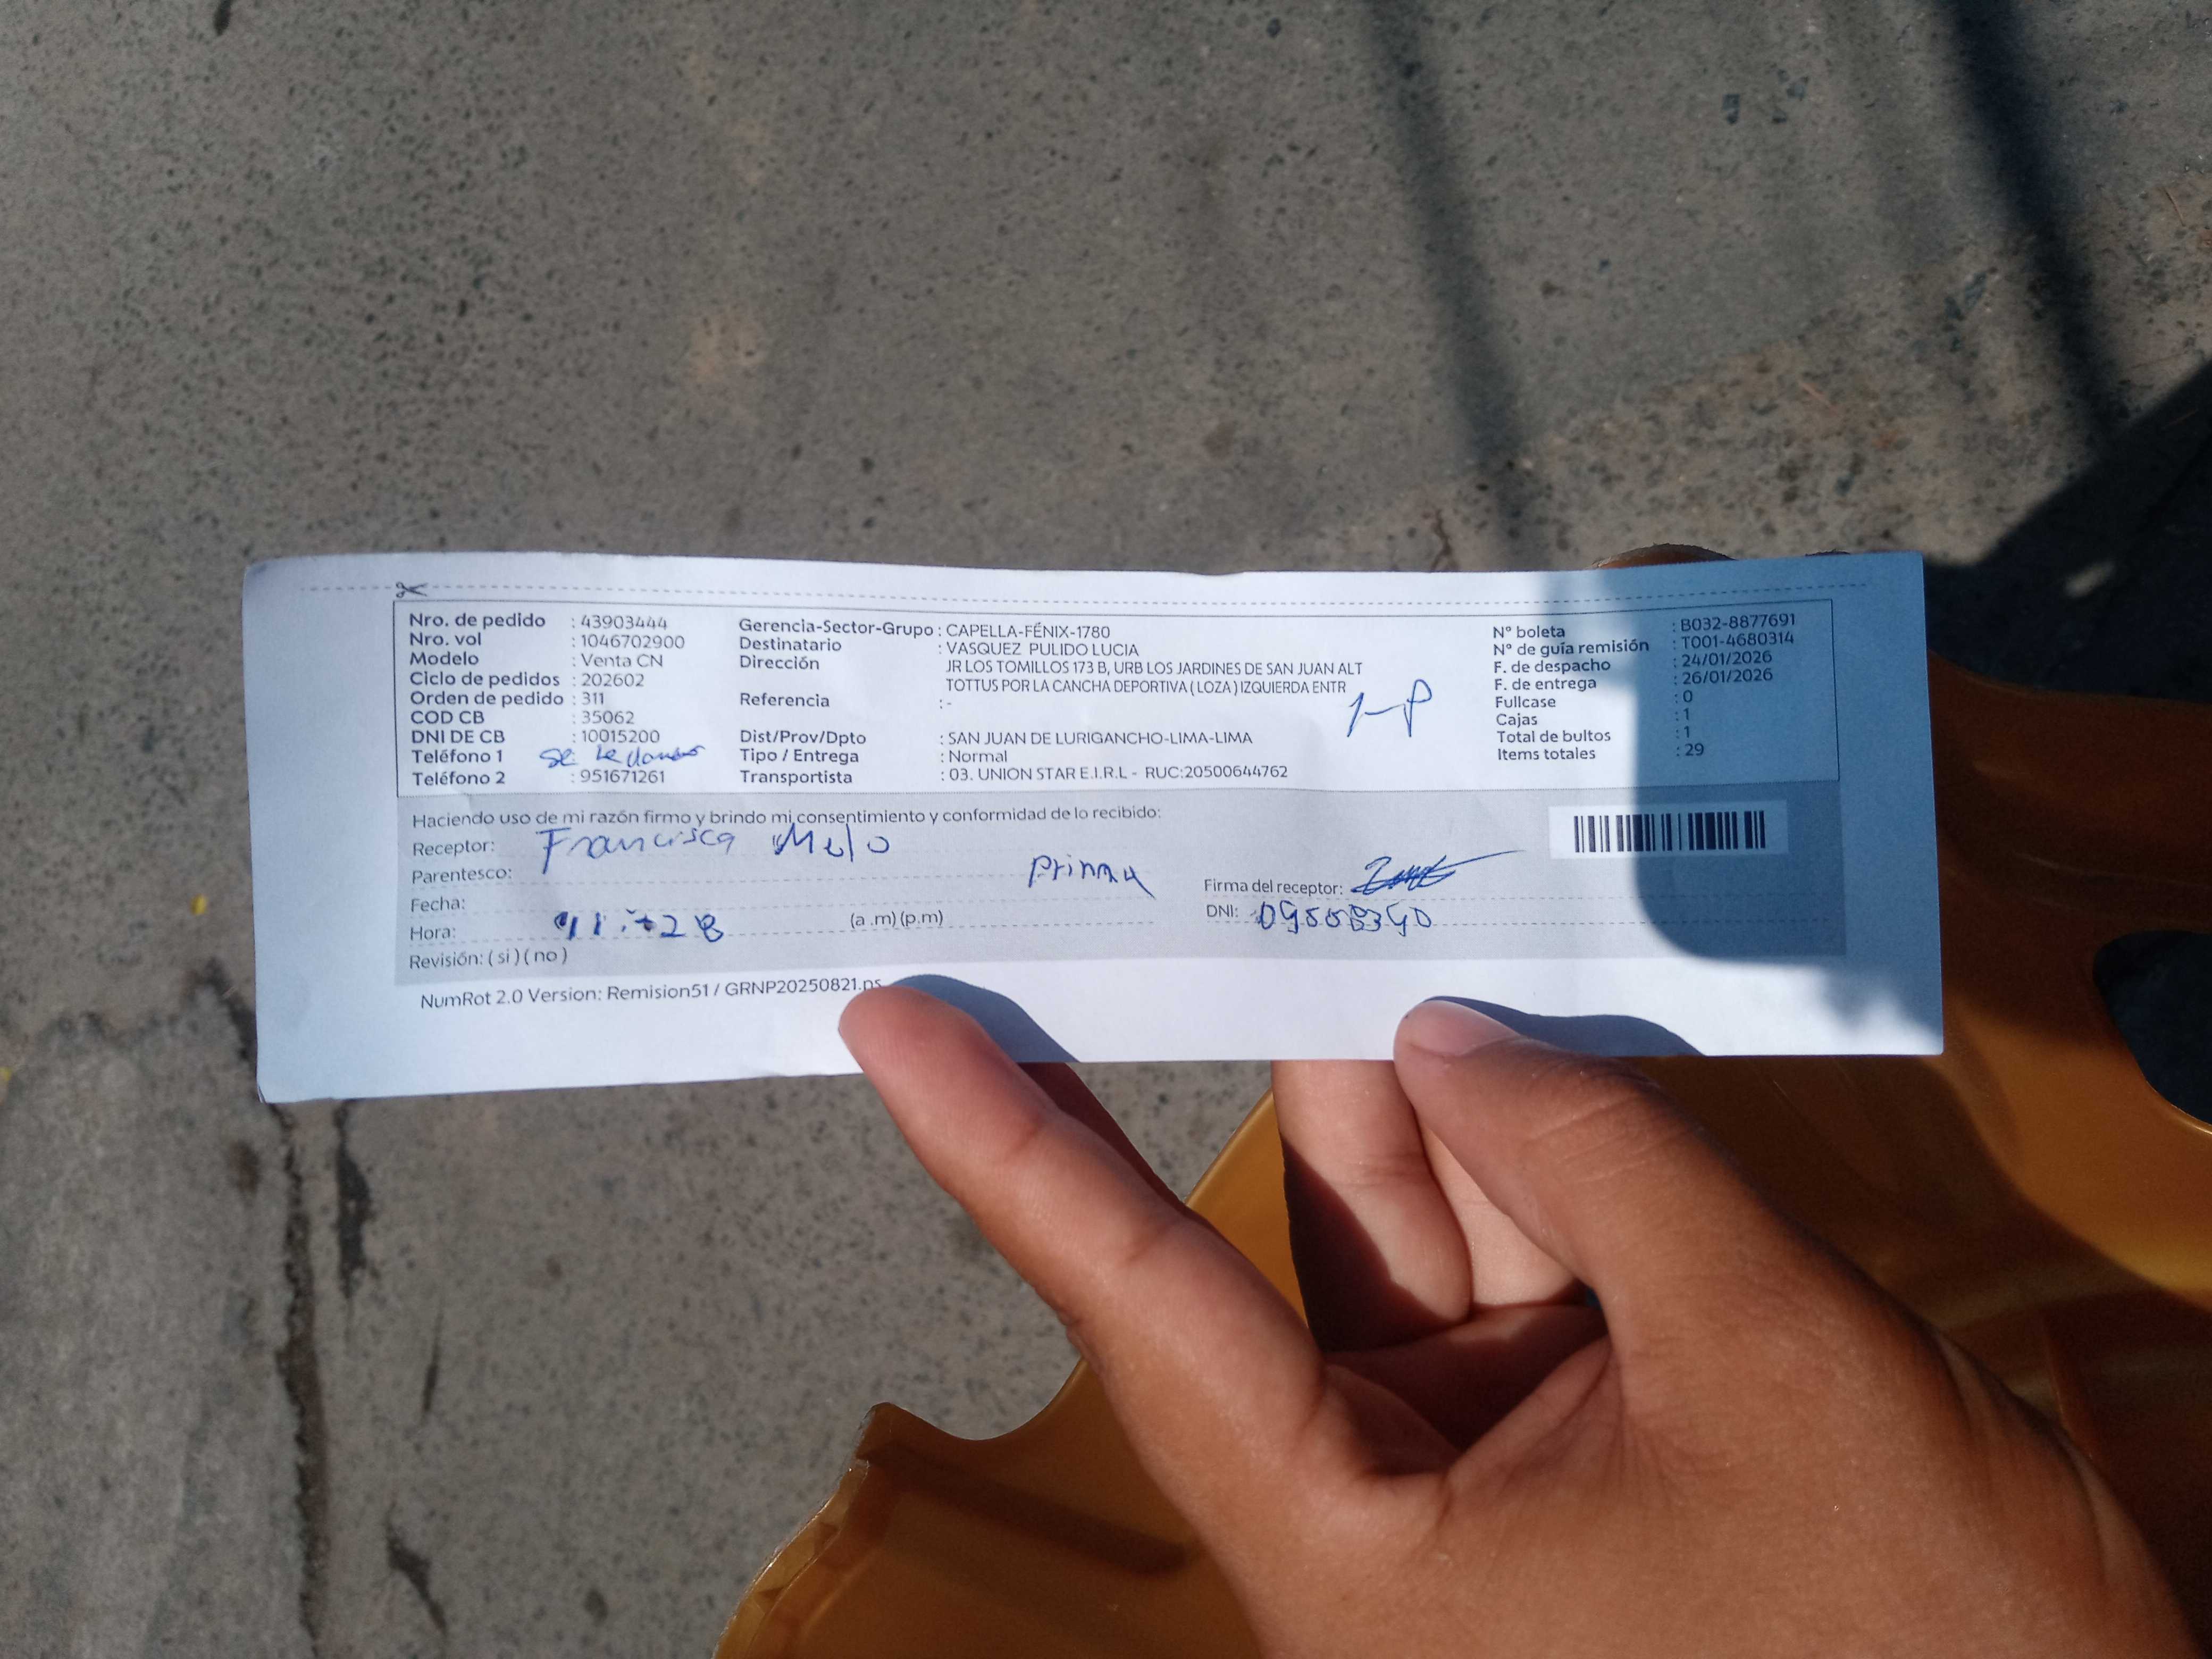 Nro. de pedido : 43903444
Nro. vol : 1046702900
Modelo : Venta CN
Ciclo de pedidos : 202602
Orden de pedido : 311
COD CB : 35062
DNI DE CB : 10015200
Teléfono 1
Teléfono 2 : 951671261
Gerencia-Sector-Grupo : CAPELLA-FÉNIX-1780
Destinatario : VASQUEZ PULIDO LUCIA
Dirección JR LOS TOMILLOS 173 B, URB LOS JARDINES DE SAN JUAN ALT
TOTTUS POR LA CANCHA DEPORTIVA ( LOZA ) IZQUIERDA ENTR
Referencia : -
1-P
Dist/Prov/Dpto : SAN JUAN DE LURIGANCHO-LIMA-LIMA
Tipo / Entrega : Normal
Transportista : 03. UNION STAR E.I.R.L - RUC:20500644762
N° boleta : B032-8877691
N° de guía remisión : T001-4680314
F. de despacho : 24/01/2026
F. de entrega : 26/01/2026
Fullcase : 0
Cajas : 1
Total de bultos : 1
Items totales : 29
Haciendo uso de mi razón firmo y brindo mi consentimiento y conformidad de lo recibido:
Receptor: Francisca Melo
Parentesco: Prima
Fecha:
Hora: (a .m) (p.m)
Revisión: ( si ) ( no )
Firma del receptor:
DNI:
NumRot 2.0 Version: Remision51 / GRNP20250821.ps